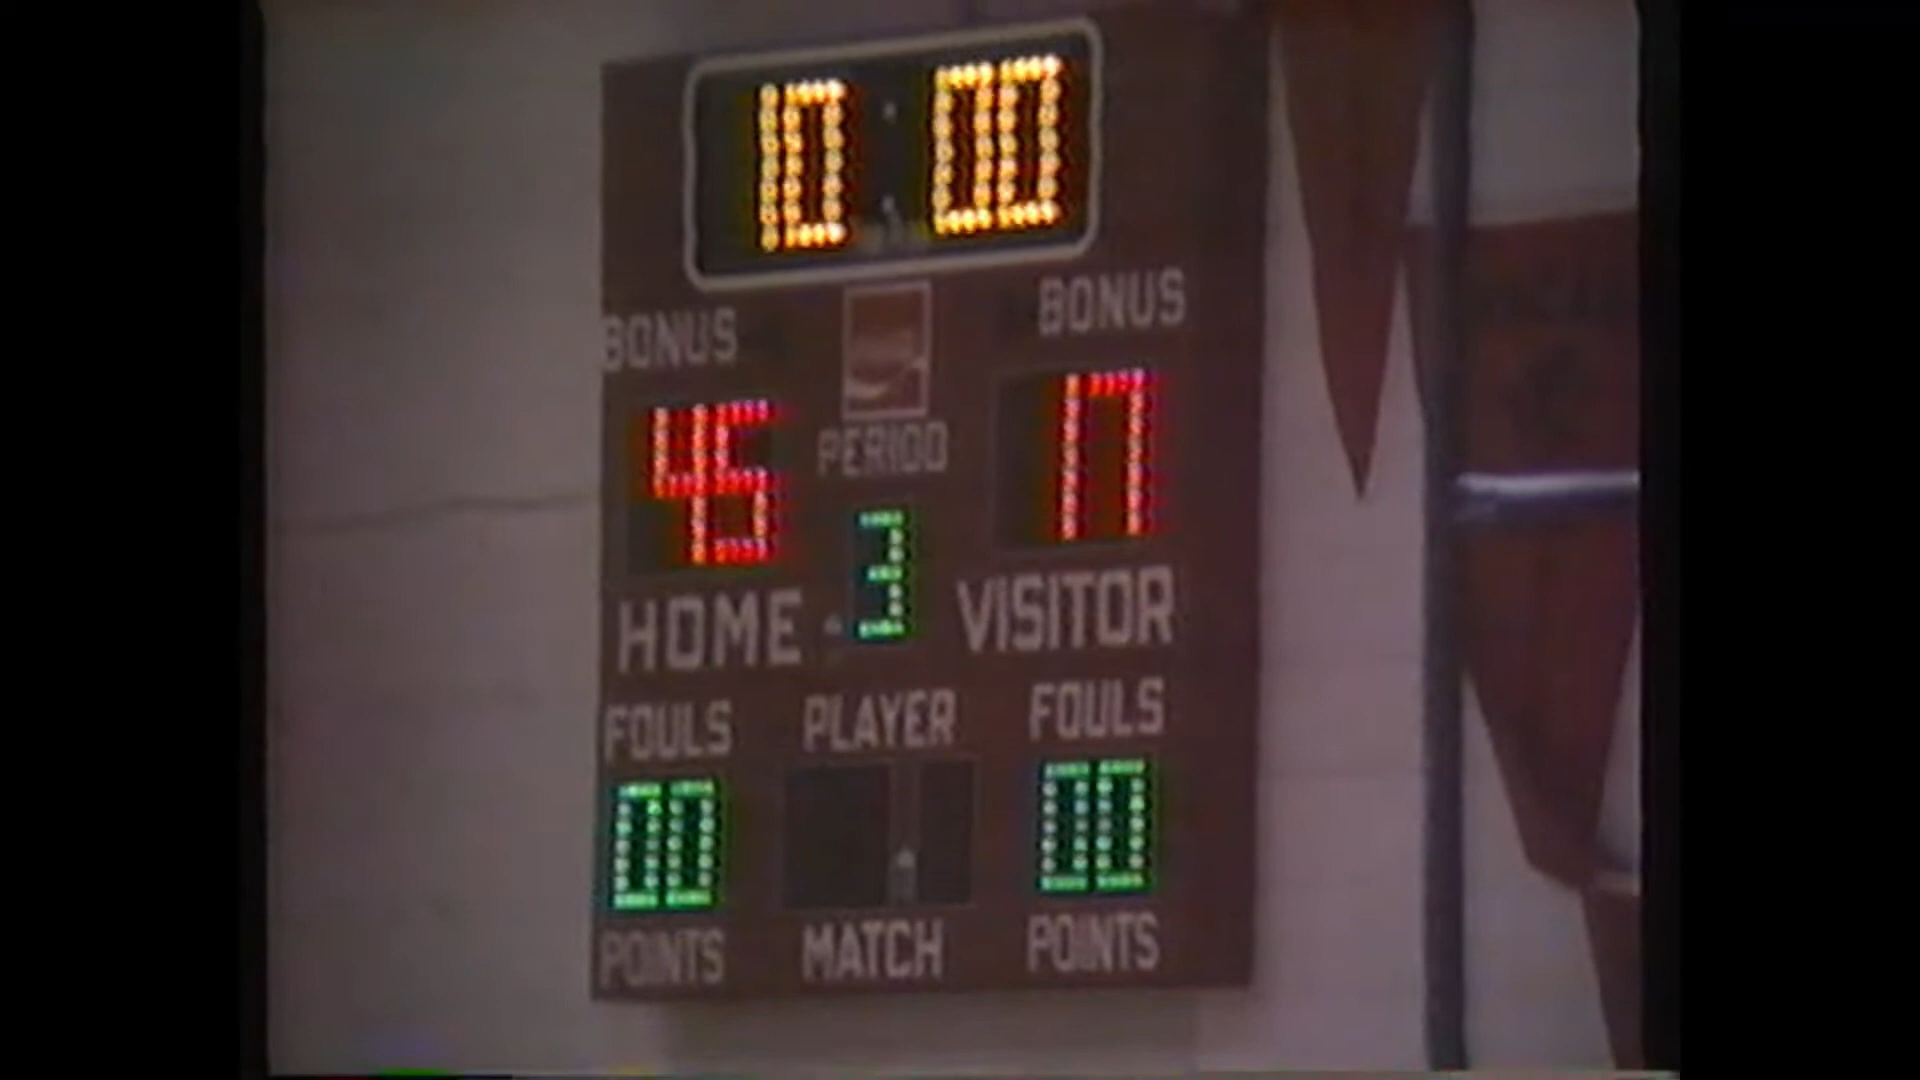 10:00
BONUS BONUS
45 17
PERIOD
3
HOME VISITOR
FOULS PLAYER FOULS
00 00
POINTS MATCH POINTS